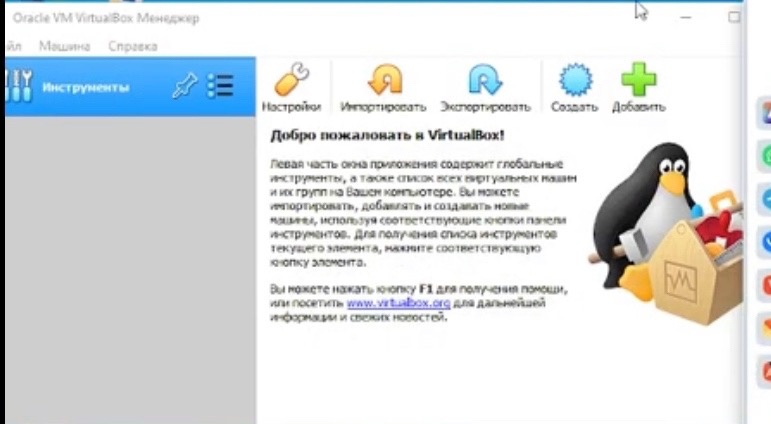 Oracle VM VirtualBox Менеджер
йл Машина Справка
Инструменты
Настройки Импортировать Экспортировать Создать Добавить
Добро пожаловать в VirtualBox!
Левая часть окна приложения содержит глобальные
инструменты, а также список всех виртуальных машин
и их групп на Вашем компьютере. Вы можете
импортировать, добавлять и создавать новые
машины, используя соответствующие кнопки панели
инструментов. Для получения списка инструментов
текущего элемента, нажмите соответствующую
кнопку элемента.
Вы можете нажать кнопку F1 для получения помощи,
или посетить www.virtualbox.org для дальнейшей
информации и свежих новостей.